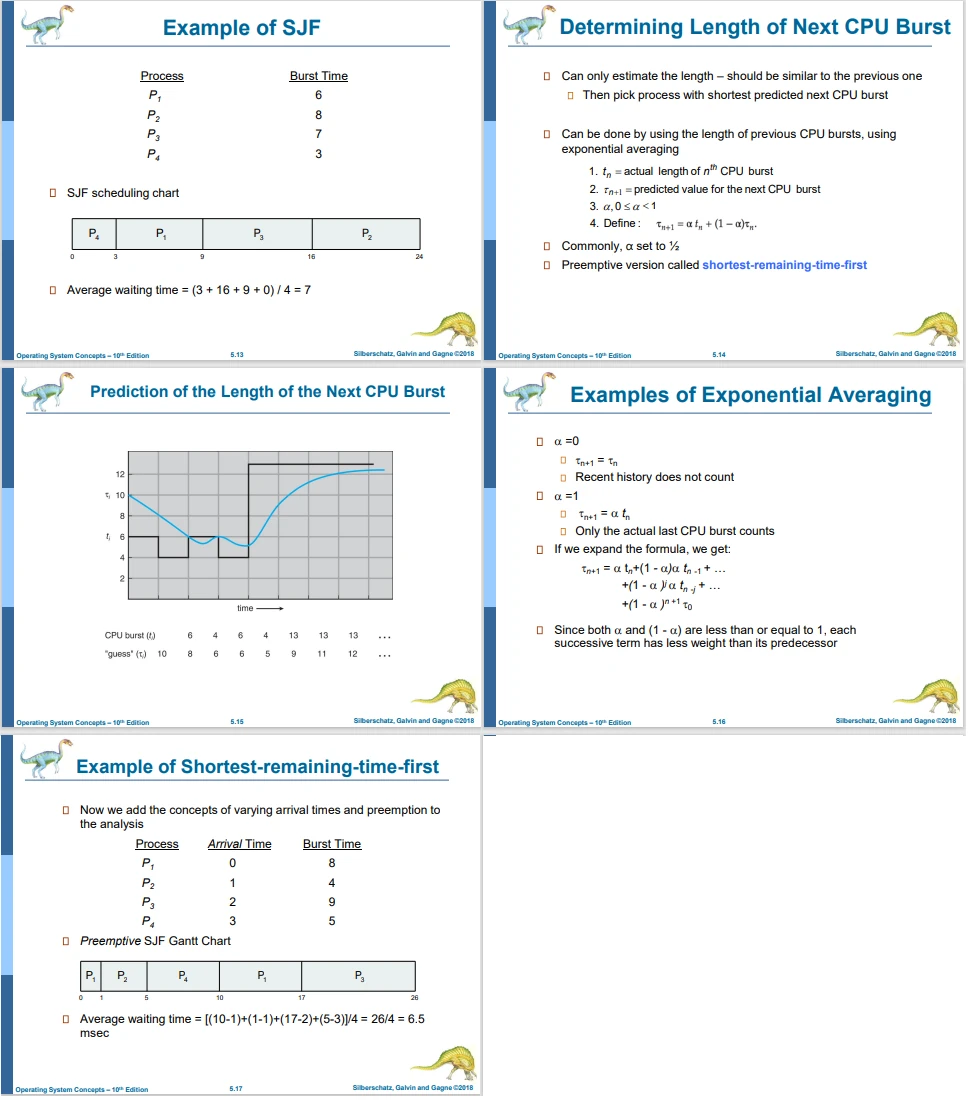 Example of SJF
Process Burst Time
P1 6
P2 8
P3 7
P4 3
SJF scheduling chart
P4 P1 P3 P2
0 3 9 16 24
Average waiting time = (3 + 16 + 9 + 0) / 4 = 7
Operating System Concepts – 10th Edition 5.13 Silberschatz, Galvin and Gagne ©2018
Determining Length of Next CPU Burst
Can only estimate the length – should be similar to the previous one
Then pick process with shortest predicted next CPU burst
Can be done by using the length of previous CPU bursts, using
exponential averaging
1. tn = actual length of nth CPU burst
2. τn+1 = predicted value for the next CPU burst
3. α, 0 ≤ α < 1
4. Define : τn+1 = α tn + (1 – α)τn.
Commonly, α set to ½
Preemptive version called shortest-remaining-time-first
Operating System Concepts – 10th Edition 5.14 Silberschatz, Galvin and Gagne ©2018
Prediction of the Length of the Next CPU Burst
12
τi 10
8
ti 6
4
2
time
CPU burst (ti) 6 4 6 4 13 13 13 ...
"guess" (τi) 10 8 6 6 5 9 11 12 ...
Operating System Concepts – 10th Edition 5.15 Silberschatz, Galvin and Gagne ©2018
Examples of Exponential Averaging
α =0
τn+1 = τn
Recent history does not count
α =1
τn+1 = α tn
Only the actual last CPU burst counts
If we expand the formula, we get:
τn+1 = α tn+(1 - α)α tn -1 + …
+(1 - α )j α tn -j + …
+(1 - α )n +1 τ0
Since both α and (1 - α) are less than or equal to 1, each
successive term has less weight than its predecessor
Operating System Concepts – 10th Edition 5.16 Silberschatz, Galvin and Gagne ©2018
Example of Shortest-remaining-time-first
Now we add the concepts of varying arrival times and preemption to
the analysis
Process Arrival Time Burst Time
P1 0 8
P2 1 4
P3 2 9
P4 3 5
Preemptive SJF Gantt Chart
P1 P2 P4 P1 P3
0 1 5 10 17 26
Average waiting time = [(10-1)+(1-1)+(17-2)+(5-3)]/4 = 26/4 = 6.5
msec
Operating System Concepts – 10th Edition 5.17 Silberschatz, Galvin and Gagne ©2018